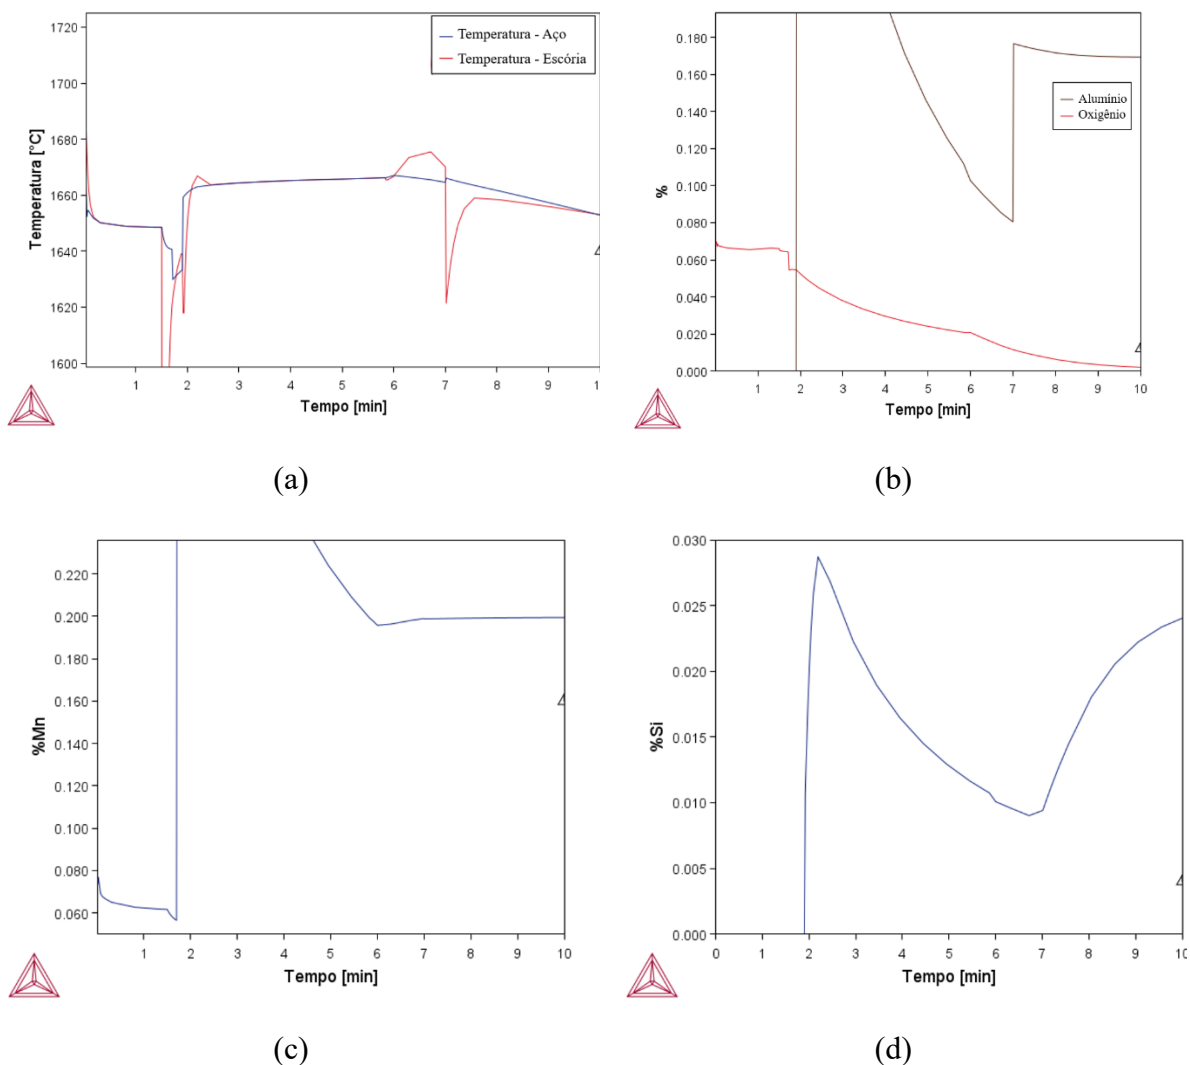 1720
1700
1680
1660
1640
1620
1600
Temperatura [°C]
Temperatura - Aço
Temperatura - Escória
1 2 3 4 5 6 7 8 9 1
Tempo [min]
(a)
0.180
0.160
0.140
0.120
0.100
0.080
0.060
0.040
0.020
0.000
%
Alumínio
Oxigênio
1 2 3 4 5 6 7 8 9 10
Tempo [min]
(b)
0.220
0.200
0.180
0.160
0.140
0.120
0.100
0.080
0.060
%Mn
1 2 3 4 5 6 7 8 9 10
Tempo [min]
(c)
0.030
0.025
0.020
0.015
0.010
0.005
0.000
%Si
0 1 2 3 4 5 6 7 8 9 10
Tempo [min]
(d)